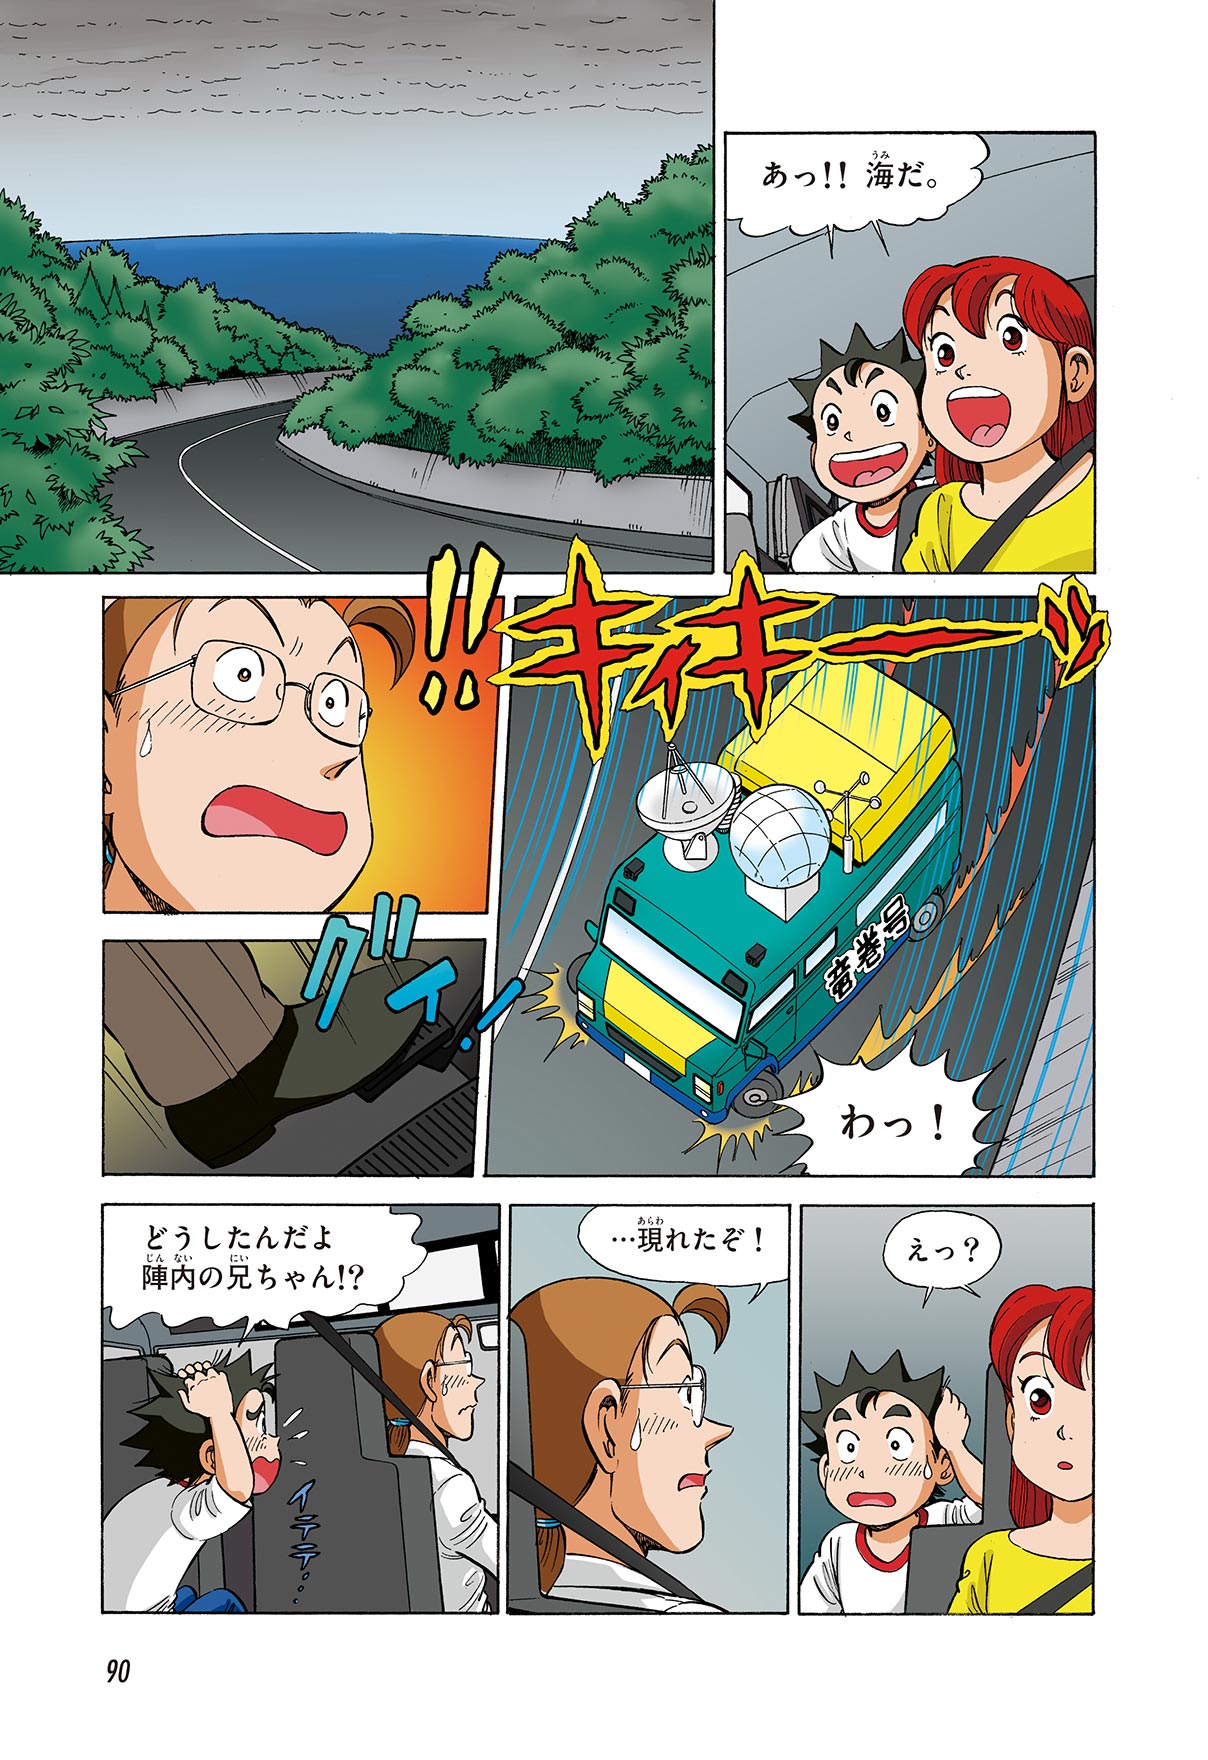 うみ
あっ!! 海だ。
!!
グイッ
キィキーッ
竜巻号
わっ！
どうしたんだよ
じん ない にい
陣内の兄ちゃん!?
イテテテ…
あらわ
…現れたぞ！
えっ？
90